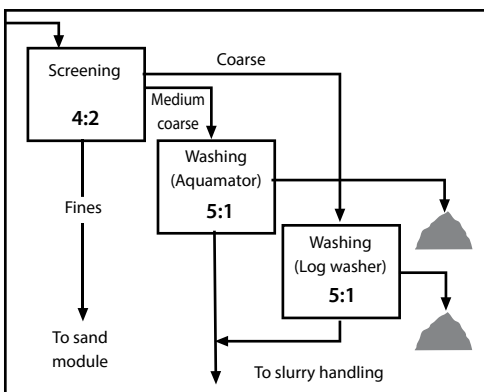 Screening
4:2
Coarse
Medium
coarse
Washing
(Aquamator)
5:1
Fines
Washing
(Log washer)
5:1
To sand
module
To slurry handling